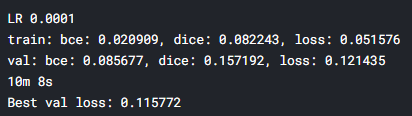 LR 0.0001
train: bce: 0.020909, dice: 0.082243, loss: 0.051576
val: bce: 0.085677, dice: 0.157192, loss: 0.121435
10m 8s
Best val loss: 0.115772